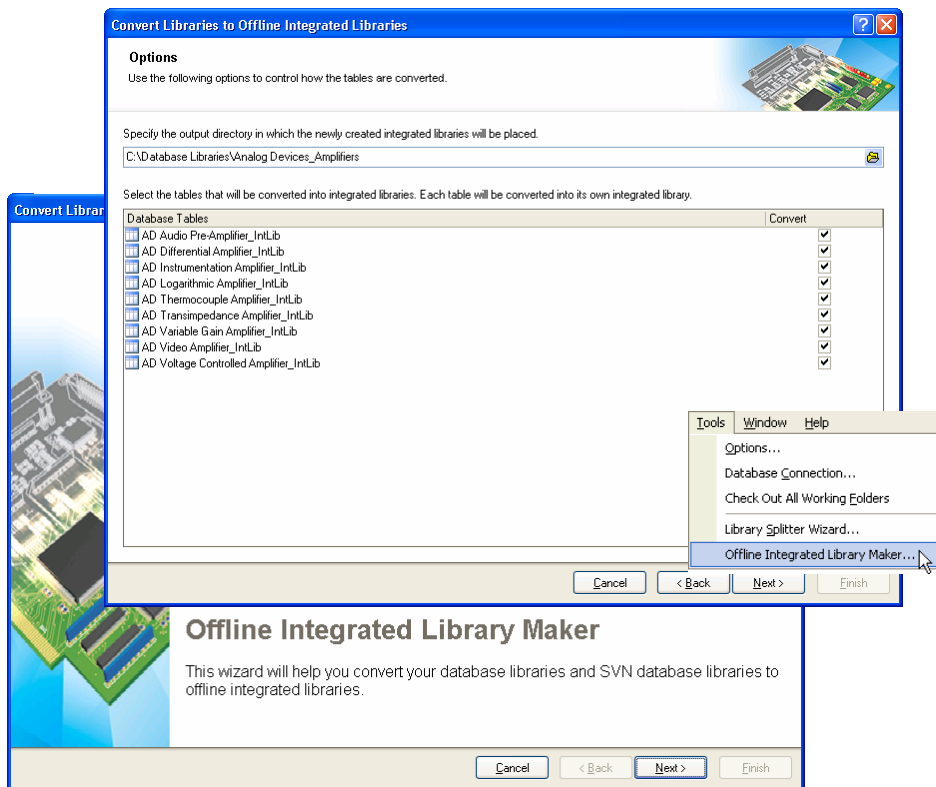 Convert Libraries to Offline Integrated Libraries
Options
Use the following options to control how the tables are converted.
Specify the output directory in which the newly created integrated libraries will be placed.
C:\Database Libraries\Analog Devices_Amplifiers
Select the tables that will be converted into integrated libraries. Each table will be converted into its own integrated library.
Database Tables Convert
AD Audio Pre-Amplifier_IntLib
AD Differential Amplifier_IntLib
AD Instrumentation Amplifier_IntLib
AD Logarithmic Amplifier_IntLib
AD Thermocouple Amplifier_IntLib
AD Transimpedance Amplifier_IntLib
AD Variable Gain Amplifier_IntLib
AD Video Amplifier_IntLib
AD Voltage Controlled Amplifier_IntLib
Cancel < Back Next > Finish
Tools Window Help
Options...
Database Connection...
Check Out All Working Folders
Library Splitter Wizard...
Offline Integrated Library Maker...
Convert Librar
Offline Integrated Library Maker
This wizard will help you convert your database libraries and SVN database libraries to
offline integrated libraries.
Cancel < Back Next > Finish